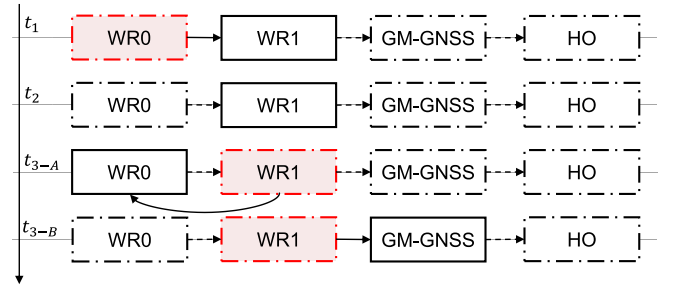 t1 WR0 WR1 GM-GNSS HO
t2 WR0 WR1 GM-GNSS HO
t3−A WR0 WR1 GM-GNSS HO
t3−B WR0 WR1 GM-GNSS HO